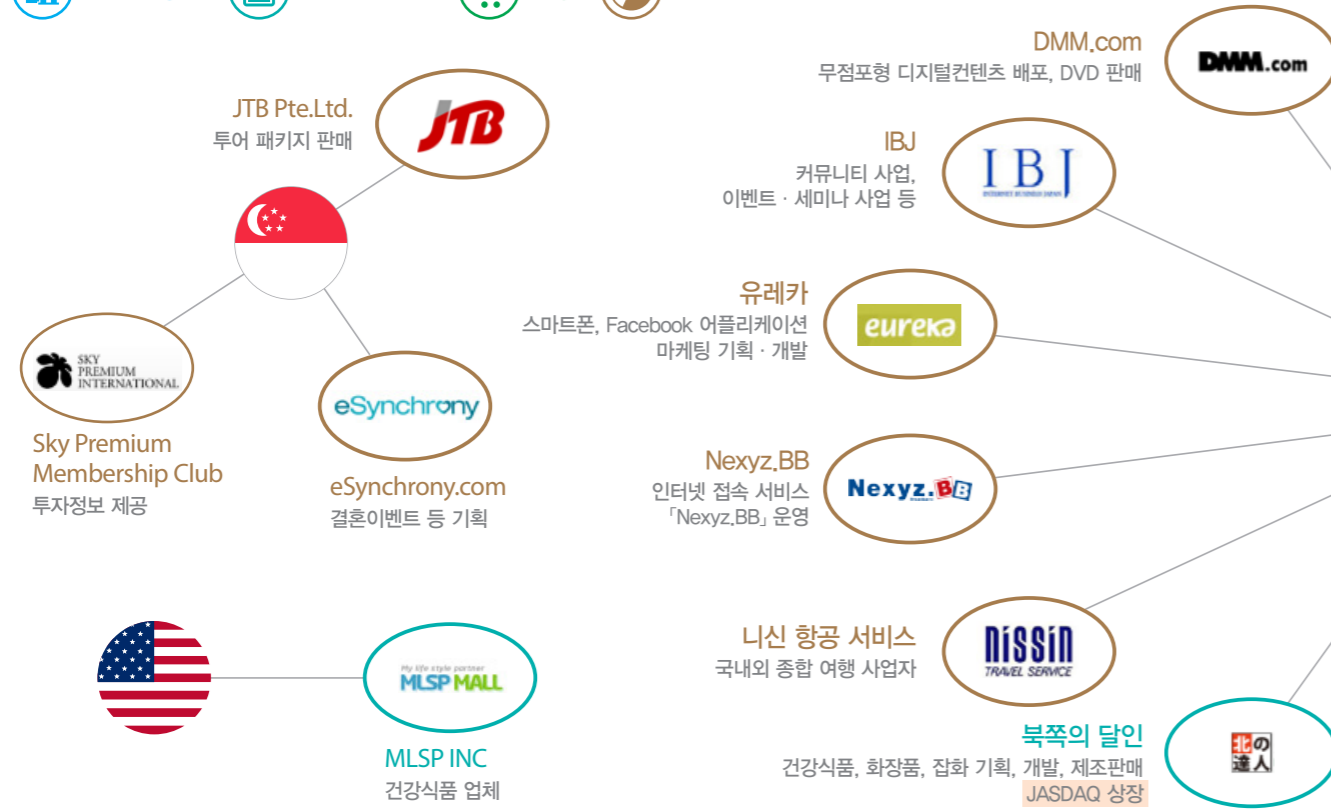 JTB Pte.Ltd.
투어 패키지 판매
JTB
SKY
PREMIUM
INTERNATIONAL
Sky Premium
Membership Club
투자정보 제공
eSynchrony
eSynchrony.com
결혼이벤트 등 기획
My life style partner
MLSP MALL
MLSP INC
건강식품 업체
DMM.com
무점포형 디지털컨텐츠 배포, DVD 판매
DMM.com
IBJ
커뮤니티 사업,
이벤트 · 세미나 사업 등
IBJ
INTERNET BUSINESS JAPAN
유레카
스마트폰, Facebook 어플리케이션
마케팅 기획 · 개발
eureka
Nexyz.BB
인터넷 접속 서비스
「Nexyz.BB」 운영
Nexyz.BB
니신 항공 서비스
국내외 종합 여행 사업자
nissin
TRAVEL SERVICE
북쪽의 달인
건강식품, 화장품, 잡화 기획, 개발, 제조판매
JASDAQ 상장
北の
達人